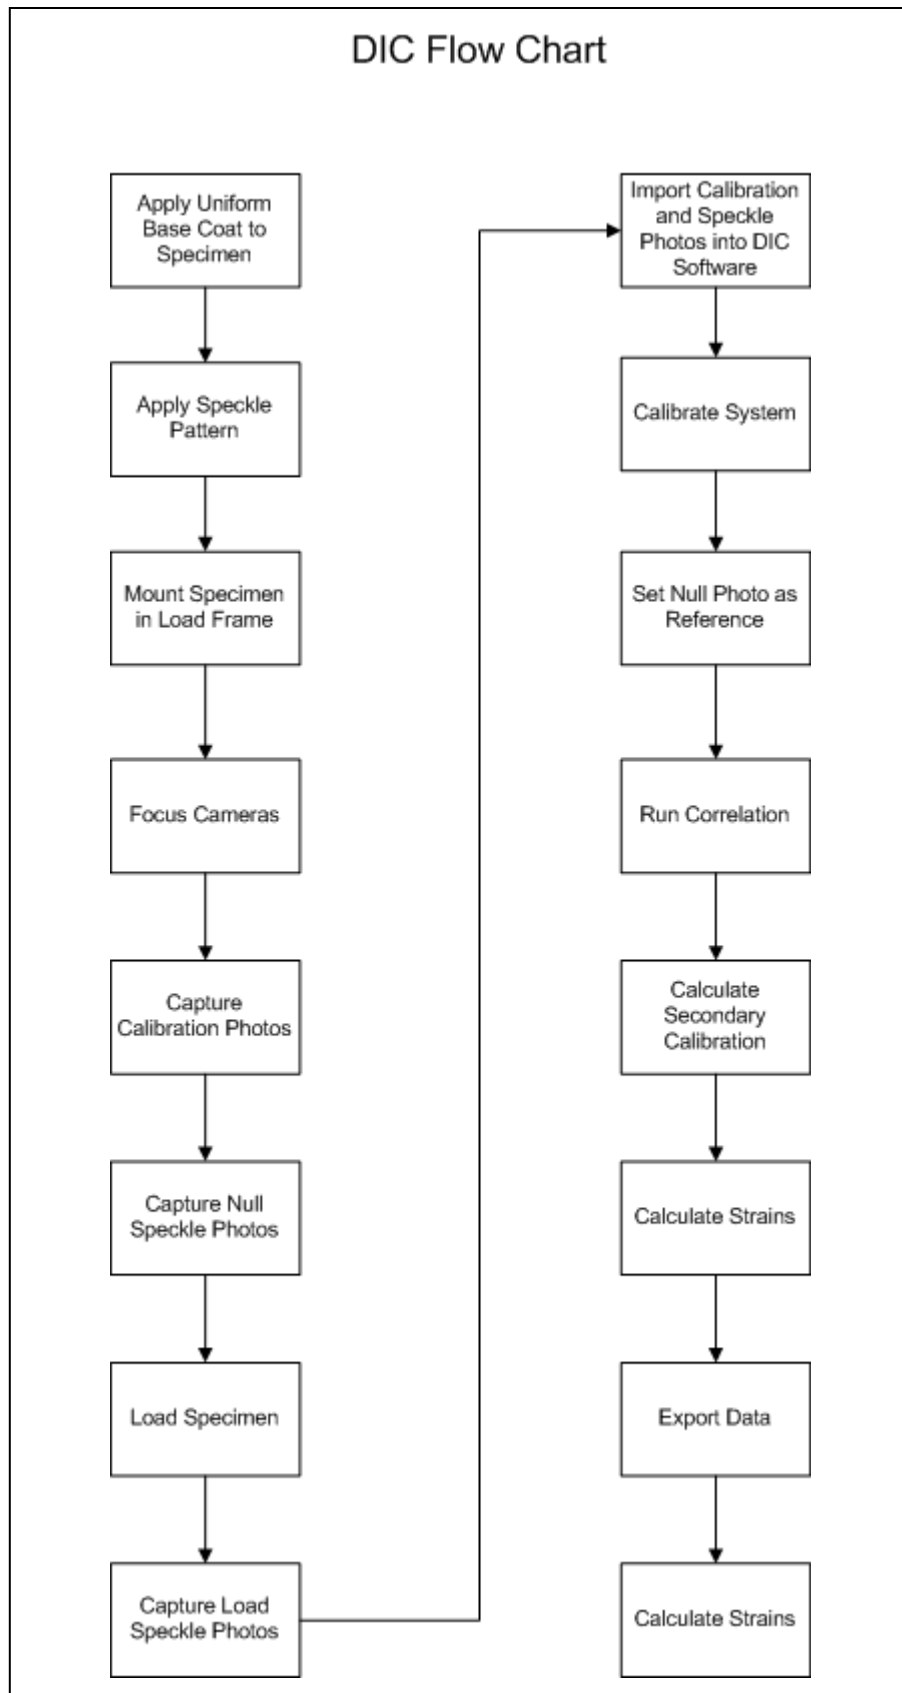 DIC Flow Chart
Apply Uniform
Base Coat to
Specimen
Apply Speckle
Pattern
Mount Specimen
in Load Frame
Focus Cameras
Capture
Calibration Photos
Capture Null
Speckle Photos
Load Specimen
Capture Load
Speckle Photos
Import Calibration
and Speckle
Photos into DIC
Software
Calibrate System
Set Null Photo as
Reference
Run Correlation
Calculate
Secondary
Calibration
Calculate Strains
Export Data
Calculate Strains